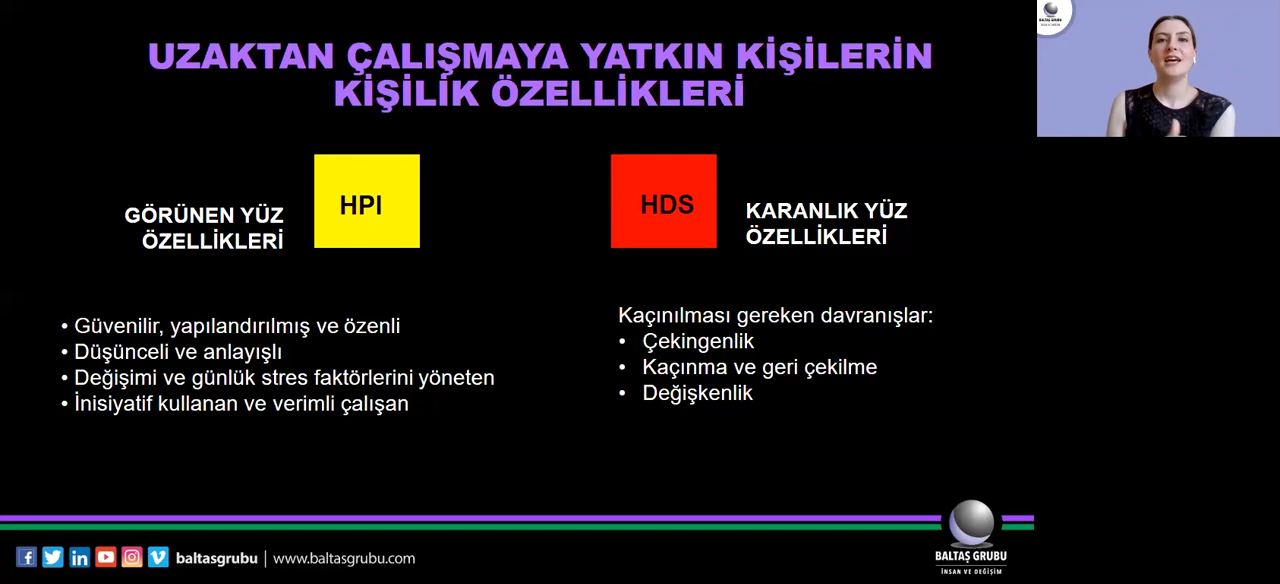 UZAKTAN ÇALIŞMAYA YATKIN KİŞİLERİN
KİŞİLİK ÖZELLİKLERİ
GÖRÜNEN YÜZ
ÖZELLİKLERİ
HPI
HDS
KARANLIK YÜZ
ÖZELLİKLERİ
• Güvenilir, yapılandırılmış ve özenli
• Düşünceli ve anlayışlı
• Değişimi ve günlük stres faktörlerini yöneten
• İnisiyatif kullanan ve verimli çalışan
Kaçınılması gereken davranışlar:
• Çekingenlik
• Kaçınma ve geri çekilme
• Değişkenlik
baltasgrubu | www.baltasgrubu.com
BALTAŞ GRUBU
İNSAN VE DEĞİŞİM
BALTAŞ GRUBU